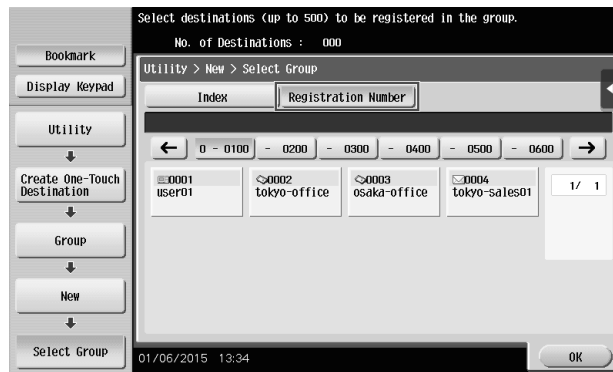 Select destinations (up to 500) to be registered in the group.
No. of Destinations : 000
Bookmark
Display Keypad
Utility
Create One-Touch
Destination
Group
New
Select Group
Utility > New > Select Group
Index
Registration Number
← 0 - 0100 - 0200 - 0300 - 0400 - 0500 - 0600 →
0001
user01
0002
tokyo-office
0003
osaka-office
0004
tokyo-sales01
1/ 1
01/06/2015 13:34
OK